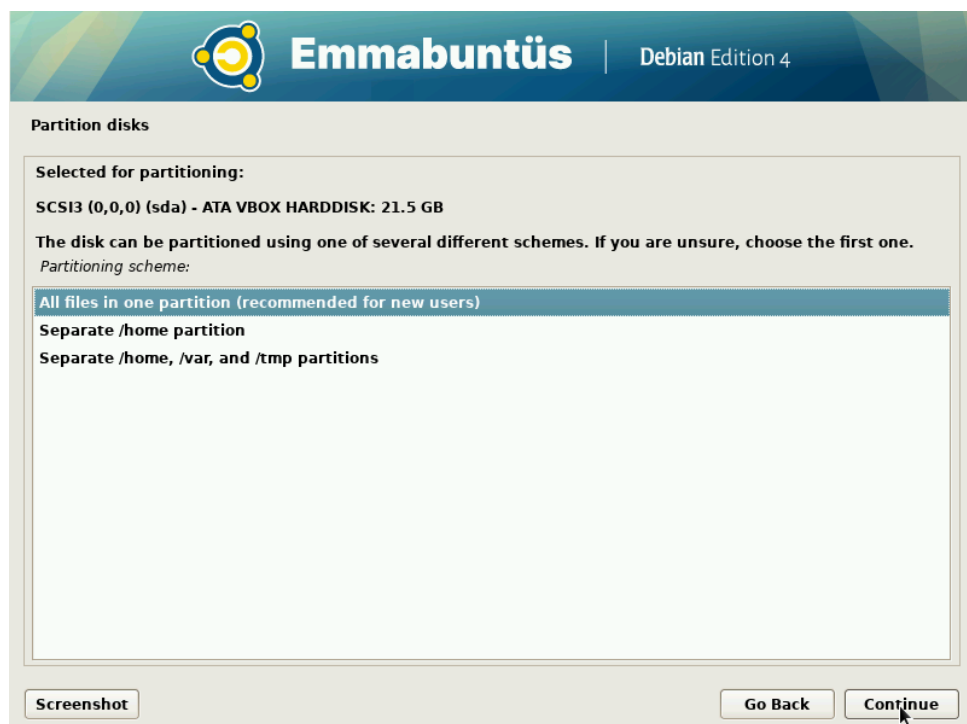 Emmabuntüs
Debian Edition 4
Partition disks
Selected for partitioning:
SCSI3 (0,0,0) (sda) - ATA VBOX HARDDISK: 21.5 GB
The disk can be partitioned using one of several different schemes. If you are unsure, choose the first one.
Partitioning scheme:
All files in one partition (recommended for new users)
Separate /home partition
Separate /home, /var, and /tmp partitions
Screenshot
Go Back
Continue